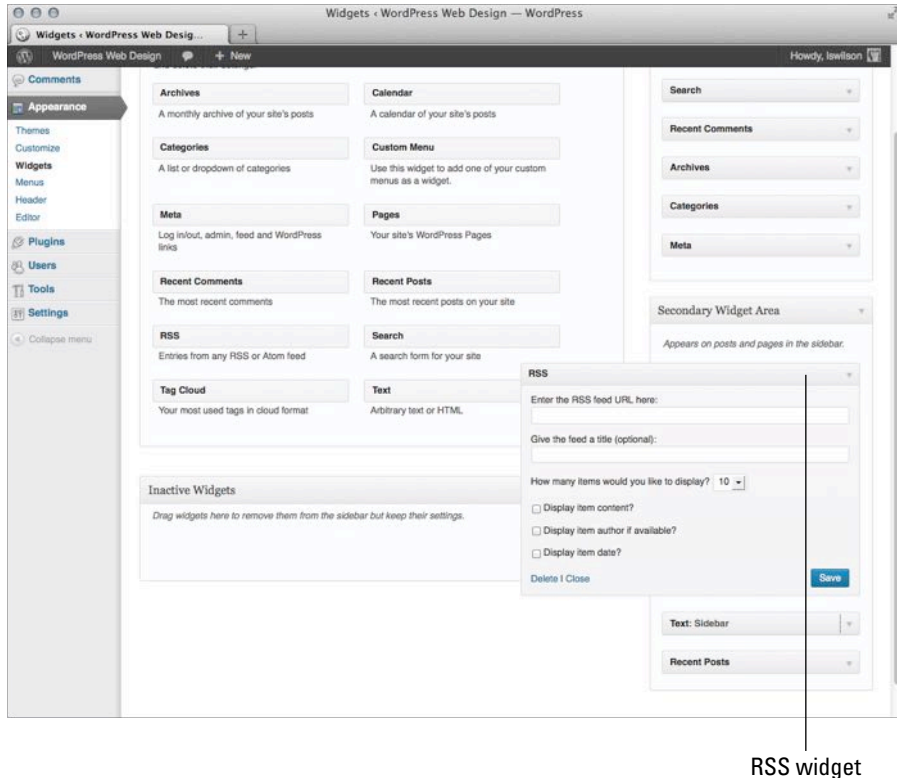 Widgets ‹ WordPress Web Design — WordPress
Widgets ‹ WordPress Web Desig...
WordPress Web Design + New
Howdy, lswilson
Comments
Appearance
Themes
Customize
Widgets
Menus
Header
Editor
Plugins
Users
Tools
Settings
Collapse menu
Archives
A monthly archive of your site's posts
Calendar
A calendar of your site's posts
Categories
A list or dropdown of categories
Custom Menu
Use this widget to add one of your custom
menus as a widget.
Meta
Log in/out, admin, feed and WordPress
links
Pages
Your site's WordPress Pages
Recent Comments
The most recent comments
Recent Posts
The most recent posts on your site
RSS
Entries from any RSS or Atom feed
Search
A search form for your site
Tag Cloud
Your most used tags in cloud format
Text
Arbitrary text or HTML
Inactive Widgets
Drag widgets here to remove them from the sidebar but keep their settings.
Search
Recent Comments
Archives
Categories
Meta
Secondary Widget Area
Appears on posts and pages in the sidebar.
RSS
Enter the RSS feed URL here:
Give the feed a title (optional):
How many items would you like to display? 10
Display item content?
Display item author if available?
Display item date?
Delete | Close
Save
Text: Sidebar
Recent Posts
RSS widget